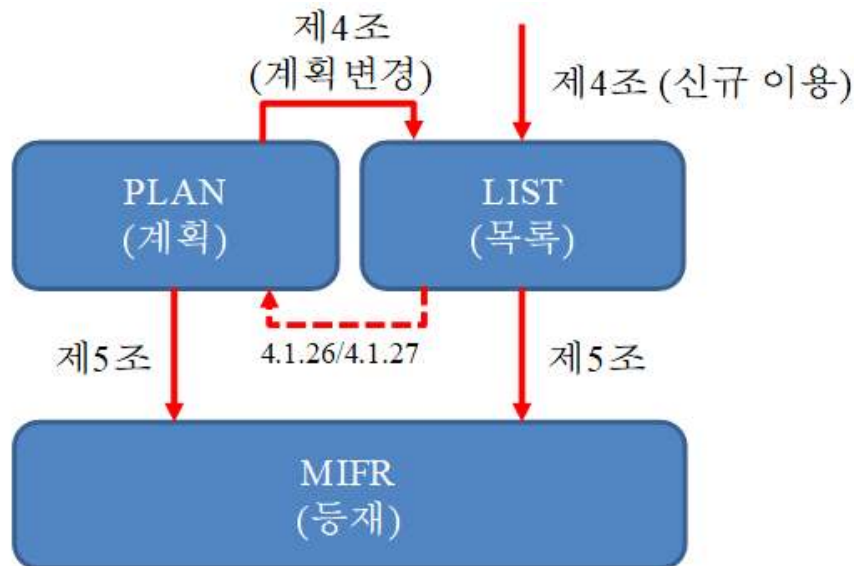 제4조
(계획변경)
제4조 (신규 이용)
PLAN
(계획)
LIST
(목록)
제5조
4.1.26/4.1.27
제5조
MIFR
(등재)